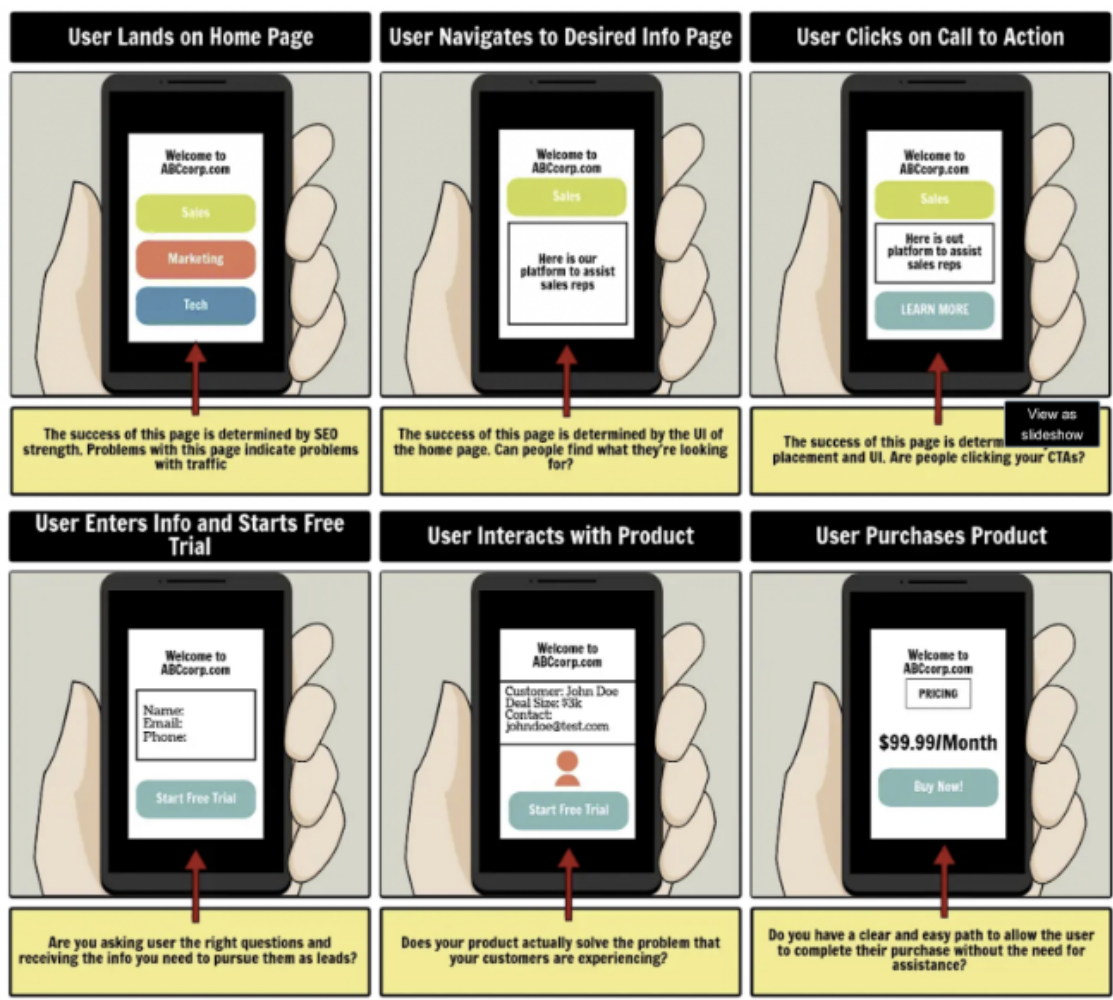 User Lands on Home Page
Welcome to
ABCcorp.com
Sales
Marketing
Tech
The success of this page is determined by SEO
strength. Problems with this page indicate problems
with traffic
User Navigates to Desired Info Page
Welcome to
ABCcorp.com
Sales
Here is our
platform to assist
sales reps
The success of this page is determined by the UI of
the home page. Can people find what they're looking
for?
User Clicks on Call to Action
Welcome to
ABCcorp.com
Sales
Here is out
platform to assist
sales reps
LEARN MORE
View as
slideshow
The success of this page is
placement and UI. Are people clicking your CTAs?
User Enters Info and Starts Free
Trial
Welcome to
ABCcorp.com
Name:
Email:
Phone:
Start Free Trial
Are you asking user the right questions and
receiving the info you need to pursue them as leads?
User Interacts with Product
Welcome to
ABCcorp.com
Customer: John Doe
Deal Size: $3k
Contact:
johndoe@test.com
Start Free Trial
Does your product actually solve the problem that
your customers are experiencing?
User Purchases Product
Welcome to
ABCcorp.com
PRICING
$99.99/Month
Buy Now!
Do you have a clear and easy path to allow the user
to complete their purchase without the need for
assistance?